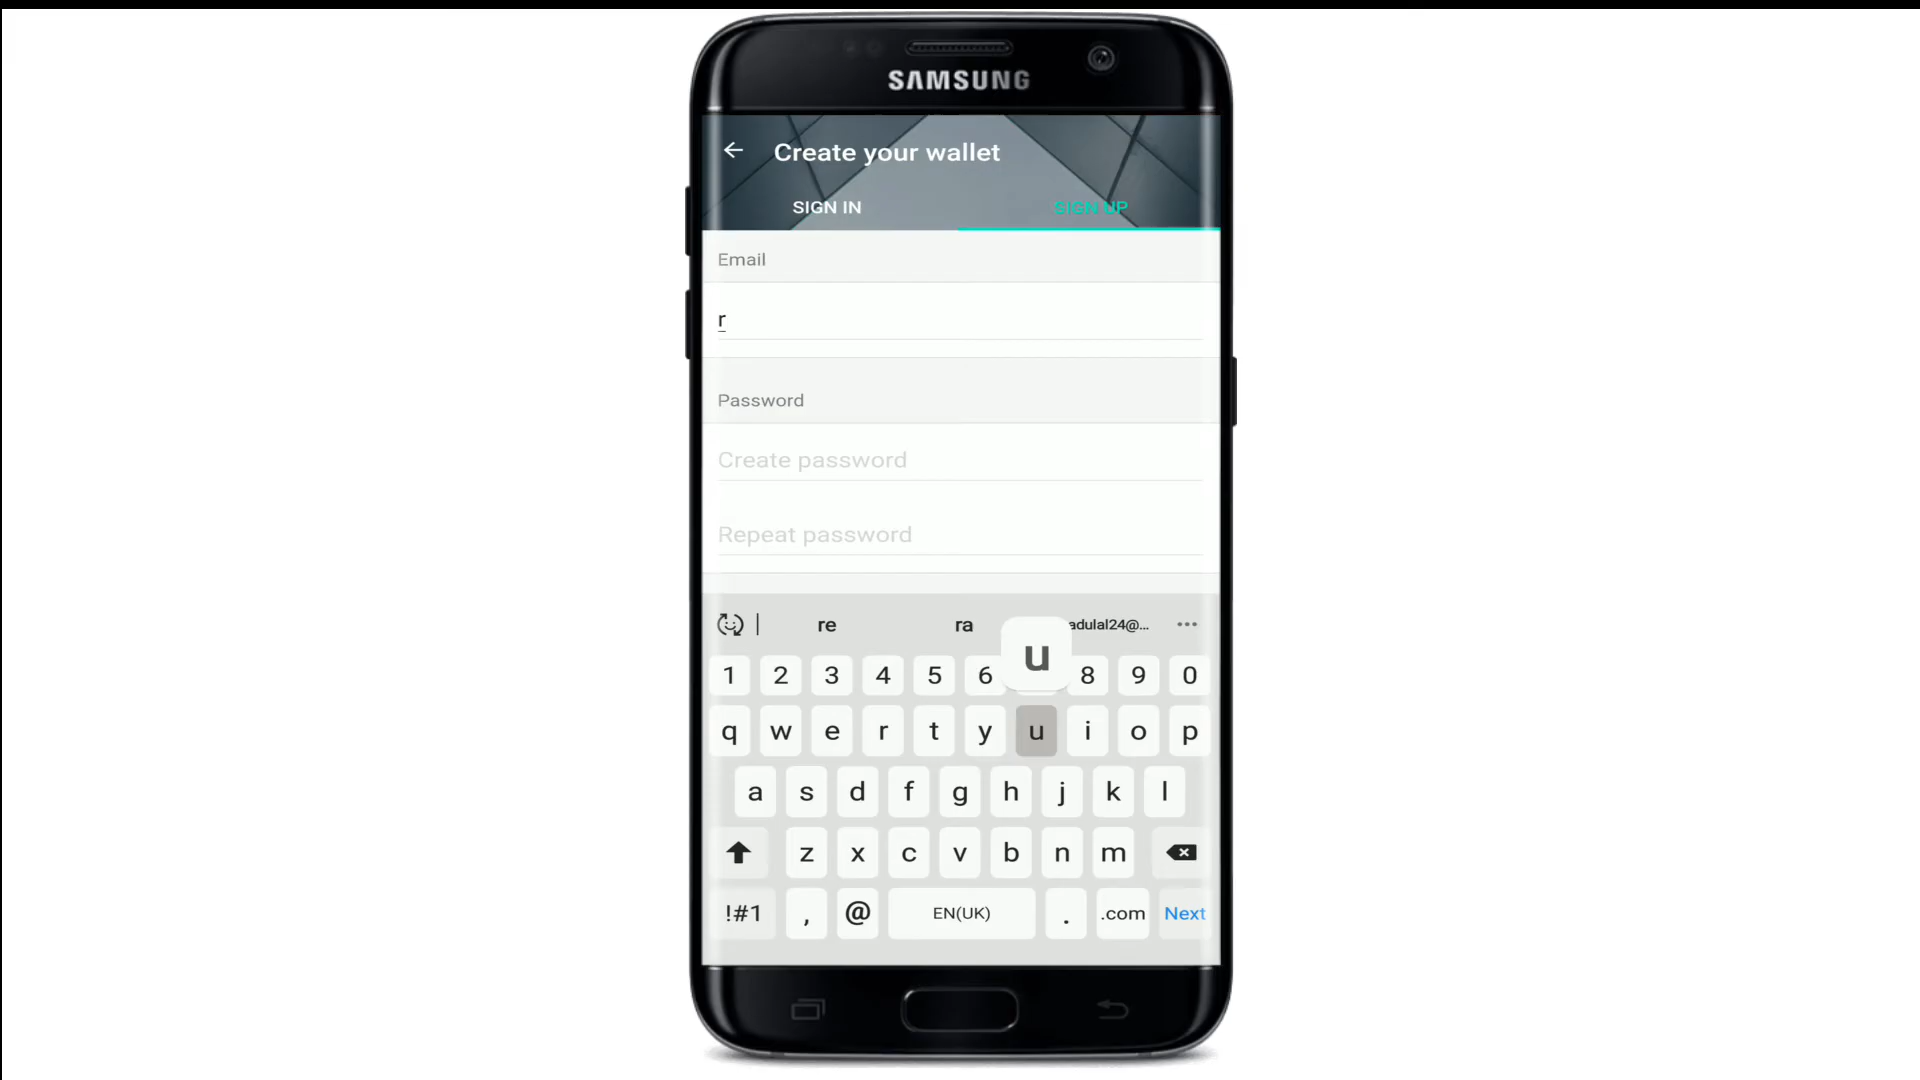 SAMSUNG
Create your wallet
SIGN IN SIGN UP
Email
r
Password
Create password
Repeat password
re ra adulal24@...
u
1 2 3 4 5 6 8 9 0
q w e r t y u i o p
a s d f g h j k l
z x c v b n m
!#1 , @ EN(UK) . .com Next